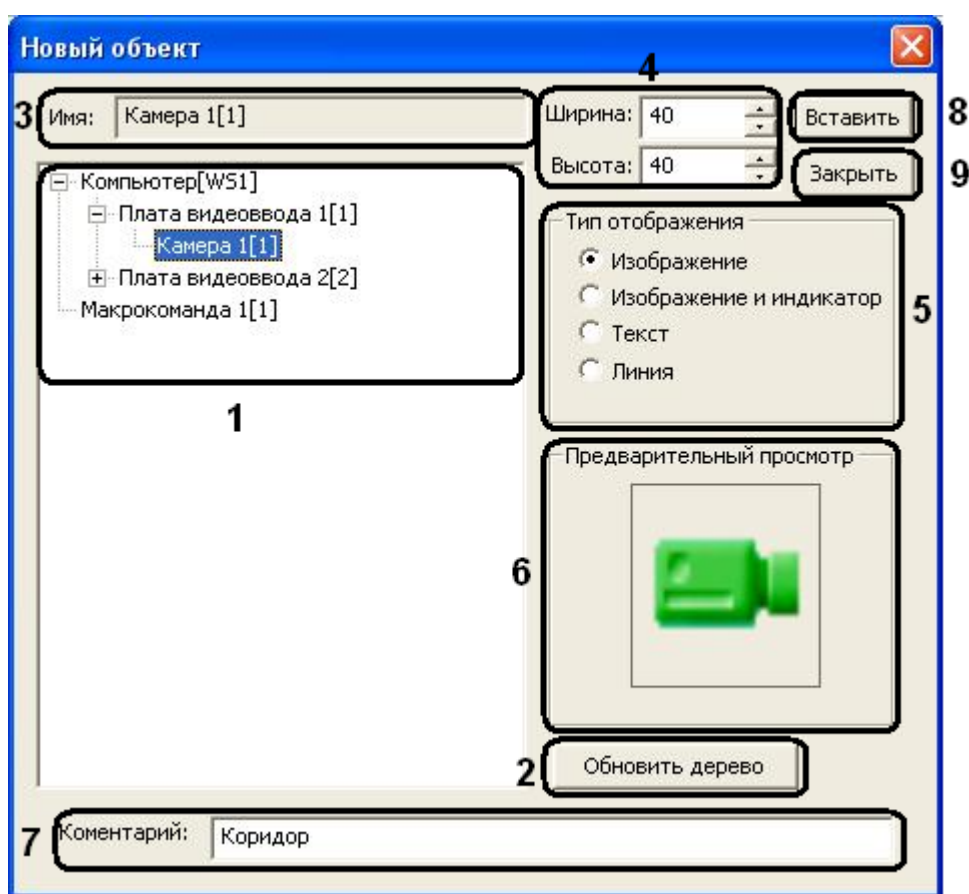 Новый объект
4
3 Имя: Камера 1[1] Ширина: 40 Вставить 8
Высота: 40 Закрыть 9
Компьютер[WS1]
Плата видеоввода 1[1]
Камера 1[1]
Плата видеоввода 2[2]
Макрокоманда 1[1]
1
Тип отображения
Изображение
Изображение и индикатор
Текст
Линия
5
Предварительный просмотр
6
2 Обновить дерево
7 Коментарий: Коридор